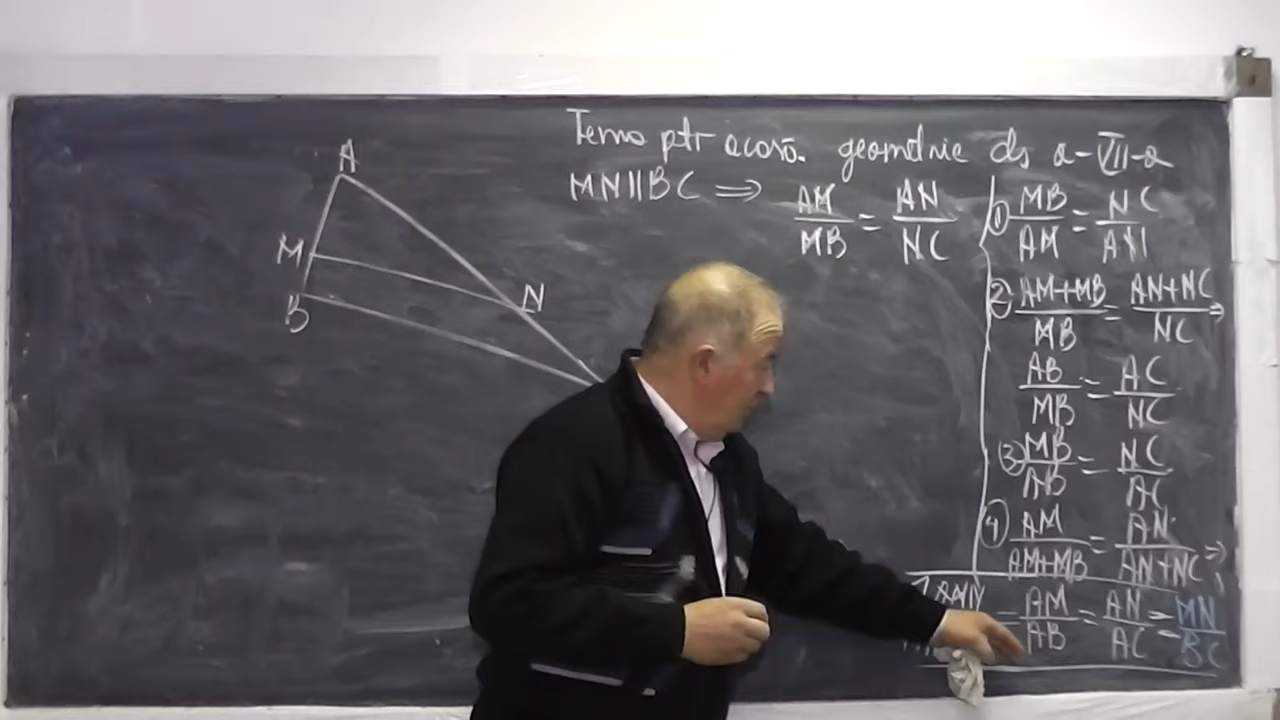 Tema ptr acasă. geometrie cls a-VII-a
MN||BC ⇒ AM/MB = AN/NC
① MB/AM = NC/AN
② AM+MB/MB = AN+NC/NC ⇒
AB/MB = AC/NC
③ MB/AB = NC/AC
④ AM/AM+MB = AN/AN+NC ⇒
= AM/AB = AN/AC = MN/BC
A
M
B
N